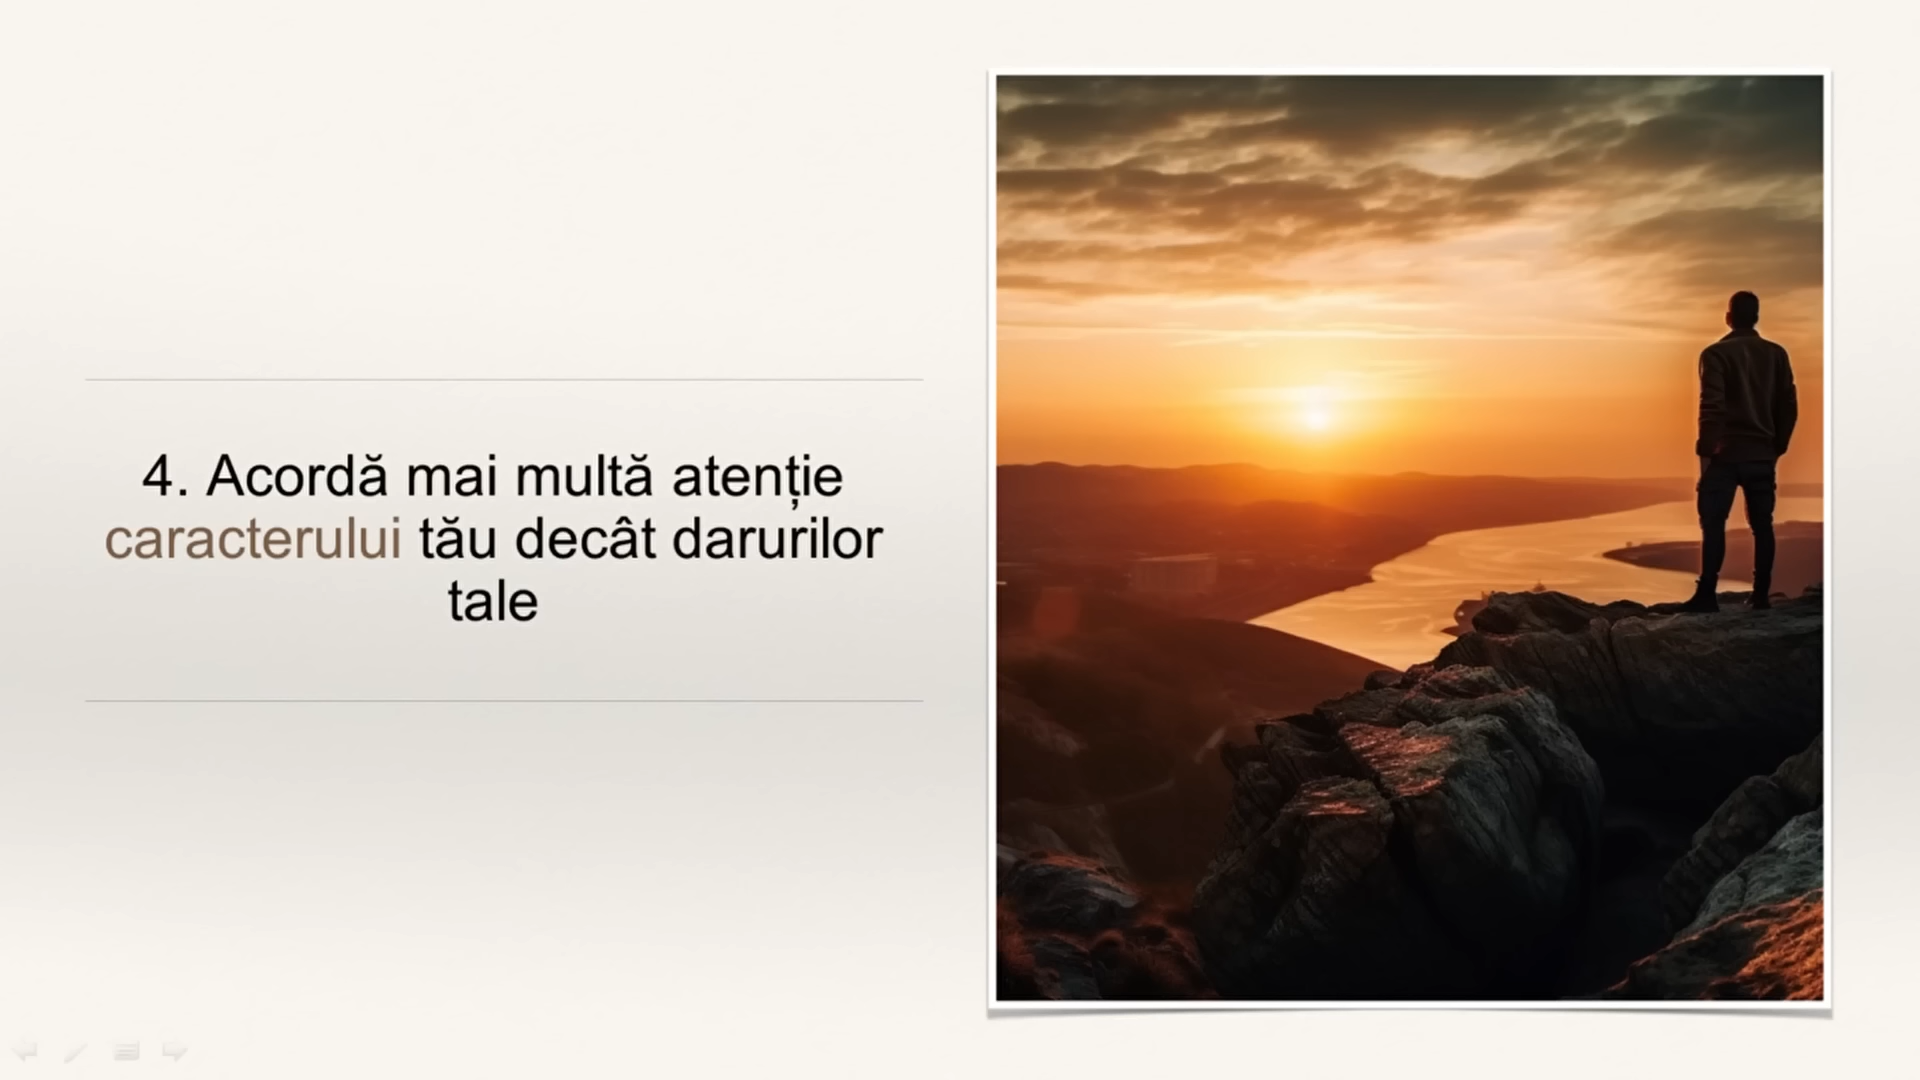 4. Acordă mai multă atenție
caracterului tău decât darurilor
tale